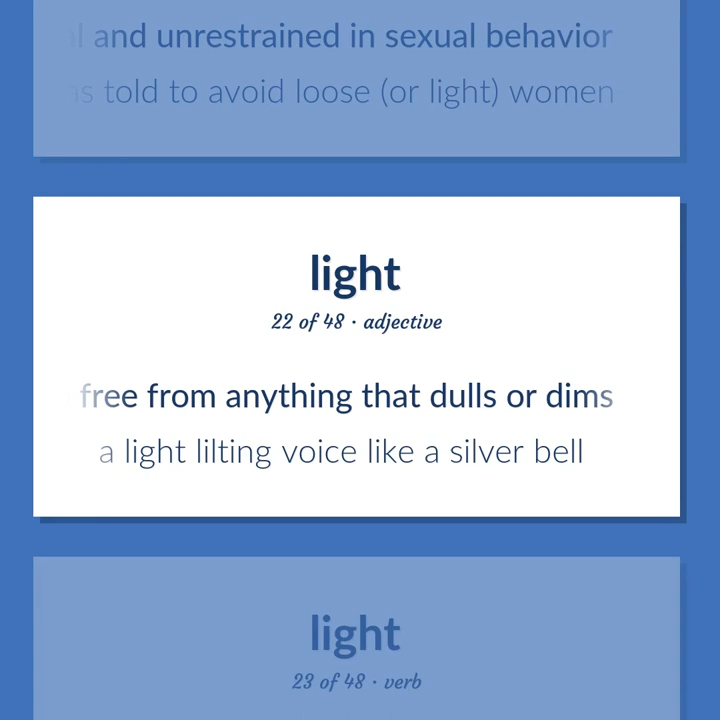 and unrestrained in sexual behavior
told to avoid loose (or light) women
light
22 of 48 · adjective
free from anything that dulls or dims
a light lilting voice like a silver bell
light
23 of 48 · verb